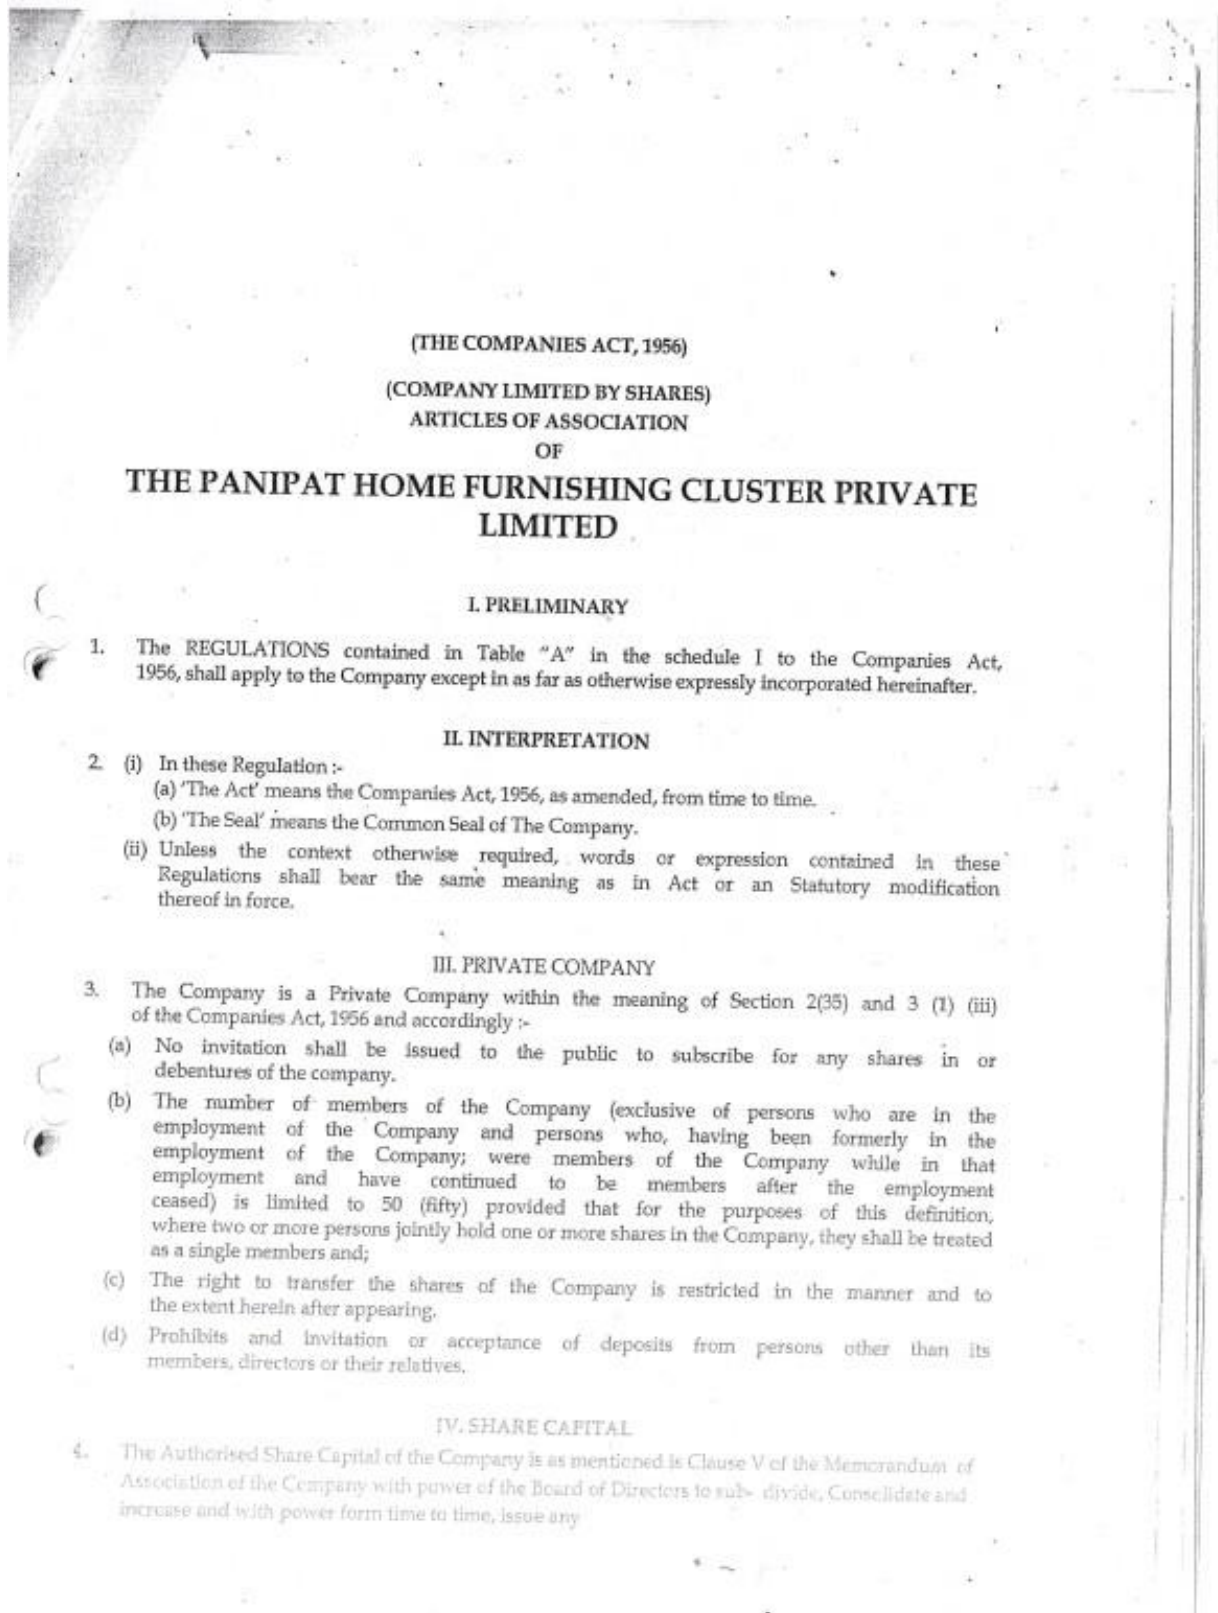 (THE COMPANIES ACT, 1956)
(COMPANY LIMITED BY SHARES)
ARTICLES OF ASSOCIATION
OF
THE PANIPAT HOME FURNISHING CLUSTER PRIVATE
LIMITED
I. PRELIMINARY
1. The REGULATIONS contained in Table "A" in the schedule I to the Companies Act,
1956, shall apply to the Company except in as far as otherwise expressly incorporated hereinafter.
II. INTERPRETATION
2. (i) In these Regulation :-
(a) 'The Act' means the Companies Act, 1956, as amended, from time to time.
(b) 'The Seal' means the Common Seal of The Company.
(ii) Unless the context otherwise required, words or expression contained in these
Regulations shall bear the same meaning as in Act or an Statutory modification
thereof in force.
III. PRIVATE COMPANY
3. The Company is a Private Company within the meaning of Section 2(35) and 3 (1) (iii)
of the Companies Act, 1956 and accordingly :-
(a) No invitation shall be issued to the public to subscribe for any shares in or
debentures of the company.
(b) The number of members of the Company (exclusive of persons who are in the
employment of the Company and persons who, having been formerly in the
employment of the Company; were members of the Company while in that
employment and have continued to be members after the employment
ceased) is limited to 50 (fifty) provided that for the purposes of this definition,
where two or more persons jointly hold one or more shares in the Company, they shall be treated
as a single members and;
(c) The right to transfer the shares of the Company is restricted in the manner and to
the extent herein after appearing.
(d) Prohibits and invitation or acceptance of deposits from persons other than its
members, directors or their relatives.
IV. SHARE CAPITAL
4. The Authorised Share Capital of the Company is as mentioned is Clause V of the Memorandum of
Association of the Company with power of the Board of Directors to sub- divide, Consolidate and
increase and with power form time to time, issue any